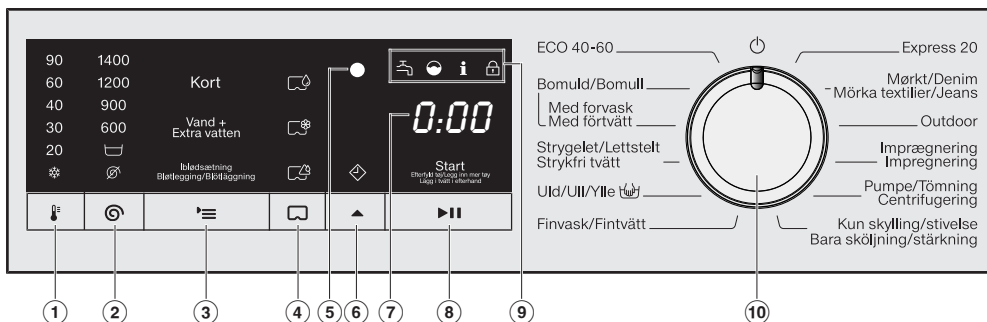 90 1400
60 1200 Kort
40 900
30 600 Vand +
Extra vatten
20
Iblødsætning
Bløtlegging/Blötläggning
0:00
Start
Efterfyld tøj/Legg inn mer tøy
Lägg i tvätt i efterhand
ECO 40-60
Bomuld/Bomull
Med forvask
Med förtvätt
Strygelet/Lettstelt
Strykfri tvätt
Uld/Ull/Ylle
Finvask/Fintvätt
Express 20
Mørkt/Denim
Mörka textilier/Jeans
Outdoor
Imprægnering
Impregnering
Pumpe/Tömning
Centrifugering
Kun skylling/stivelse
Bara sköljning/stärkning
1 2 3 4 5 6 7 8 9 10